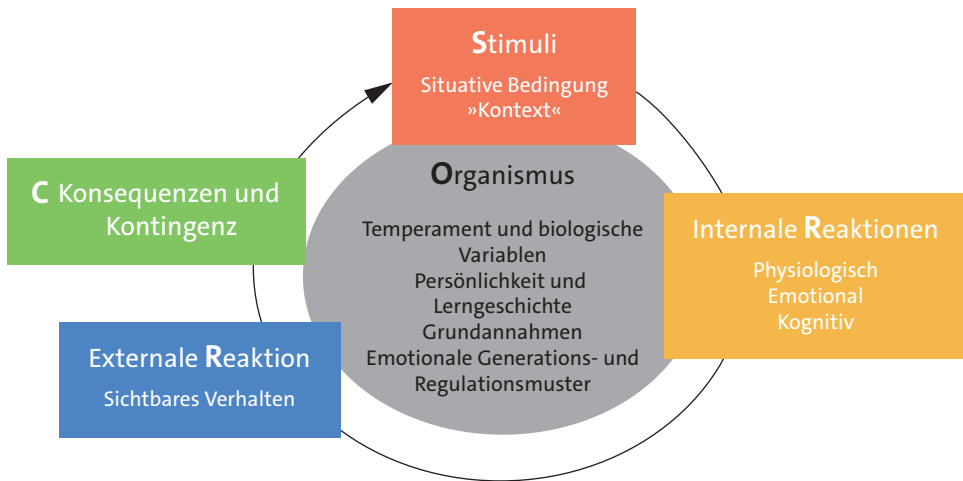 Stimuli
Situative Bedingung
»Kontext«
Organismus
Temperament und biologische
Variablen
Persönlichkeit und
Lerngeschichte
Grundannahmen
Emotionale Generations- und
Regulationsmuster
Internale Reaktionen
Physiologisch
Emotional
Kognitiv
Externale Reaktion
Sichtbares Verhalten
C Konsequenzen und
Kontingenz